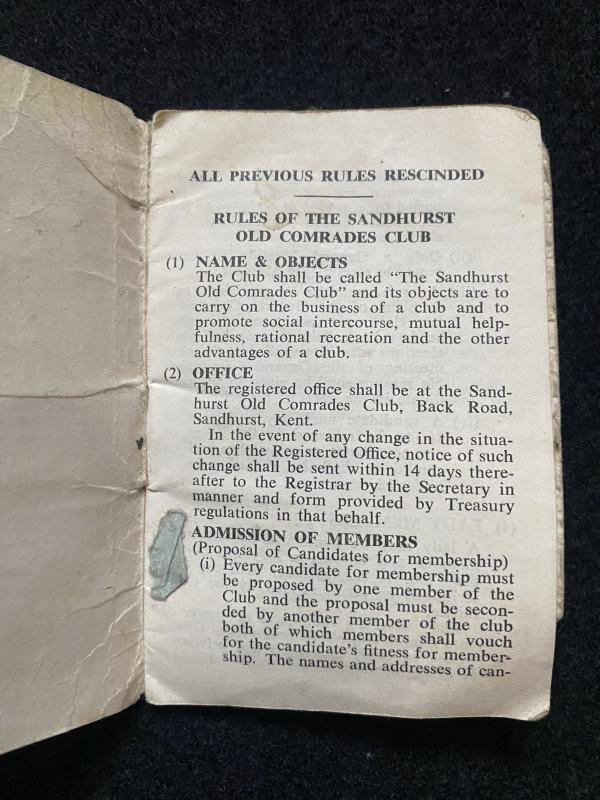 ALL PREVIOUS RULES RESCINDED
RULES OF THE SANDHURST
OLD COMRADES CLUB
(1) NAME & OBJECTS
The Club shall be called "The Sandhurst
Old Comrades Club" and its objects are to
carry on the business of a club and to
promote social intercourse, mutual help-
fulness, rational recreation and the other
advantages of a club.
(2) OFFICE
The registered office shall be at the Sand-
hurst Old Comrades Club, Back Road,
Sandhurst, Kent.
In the event of any change in the situa-
tion of the Registered Office, notice of such
change shall be sent within 14 days there-
after to the Registrar by the Secretary in
manner and form provided by Treasury
regulations in that behalf.
ADMISSION OF MEMBERS
(Proposal of Candidates for membership)
(i) Every candidate for membership must
be proposed by one member of the
Club and the proposal must be secon-
ded by another member of the club
both of which members shall vouch
for the candidate's fitness for member-
ship. The names and addresses of can-